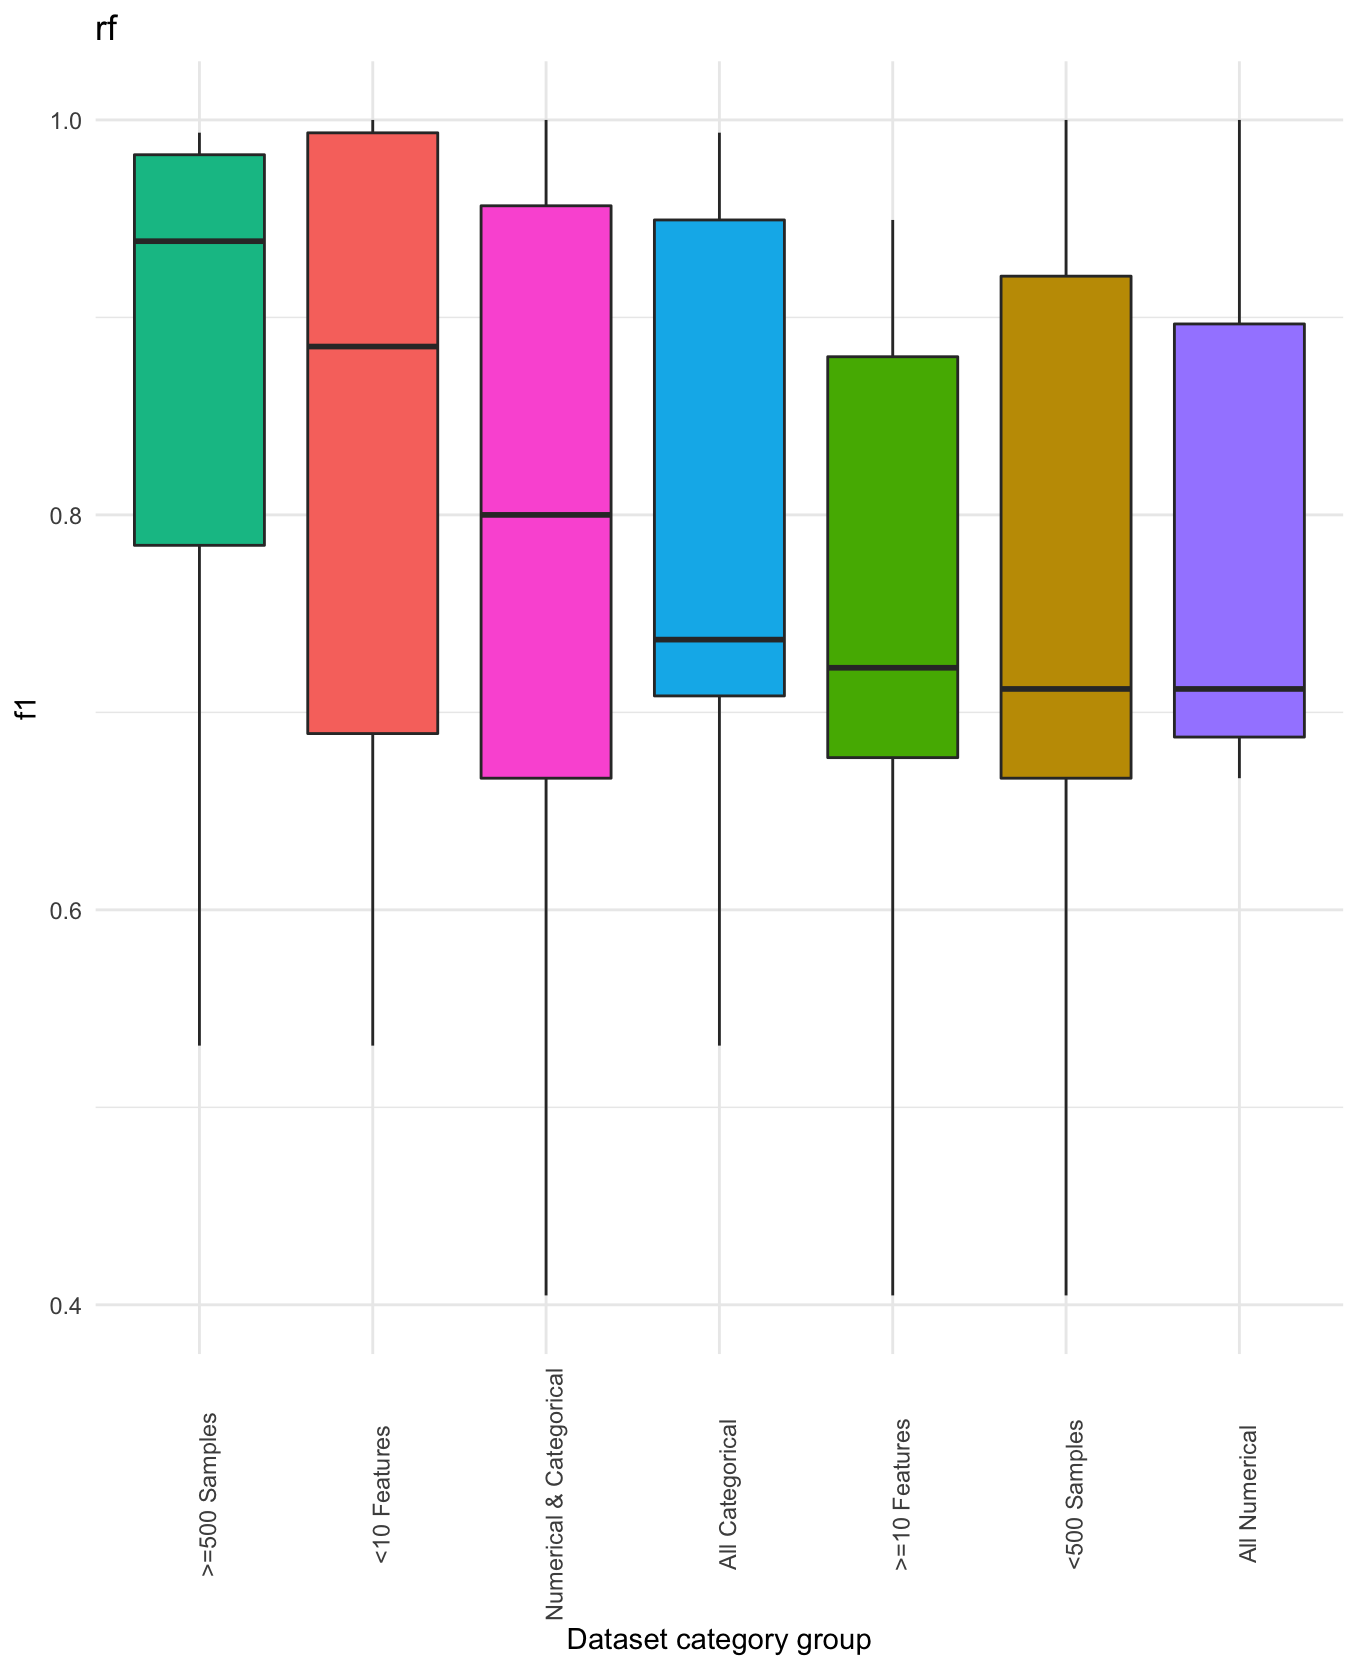 rf
1.0
0.8
0.6
0.4
f1
>=500 Samples
<10 Features
Numerical & Categorical
All Categorical
>=10 Features
<500 Samples
All Numerical
Dataset category group